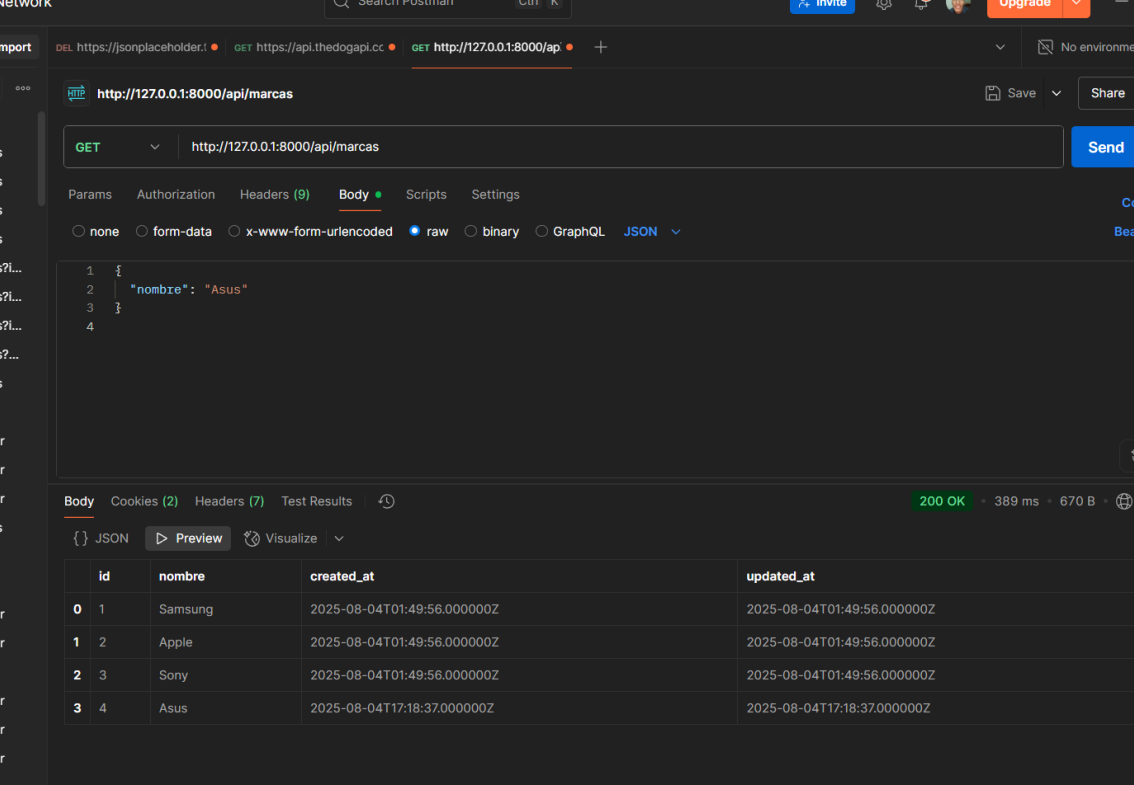 Network
Search Postman Ctrl K Invite Upgrade
Import DEL https://jsonplaceholder.t GET https://api.thedogapi.cc GET http://127.0.0.1:8000/ap No environme
HTTP http://127.0.0.1:8000/api/marcas Save Share
GET http://127.0.0.1:8000/api/marcas Send
Params Authorization Headers (9) Body Scripts Settings
none form-data x-www-form-urlencoded raw binary GraphQL JSON
1 {
2 "nombre": "Asus"
3 }
4
Body Cookies (2) Headers (7) Test Results 200 OK 389 ms 670 B
{} JSON Preview Visualize
id nombre created_at updated_at
0 1 Samsung 2025-08-04T01:49:56.000000Z 2025-08-04T01:49:56.000000Z
1 2 Apple 2025-08-04T01:49:56.000000Z 2025-08-04T01:49:56.000000Z
2 3 Sony 2025-08-04T01:49:56.000000Z 2025-08-04T01:49:56.000000Z
3 4 Asus 2025-08-04T17:18:37.000000Z 2025-08-04T17:18:37.000000Z